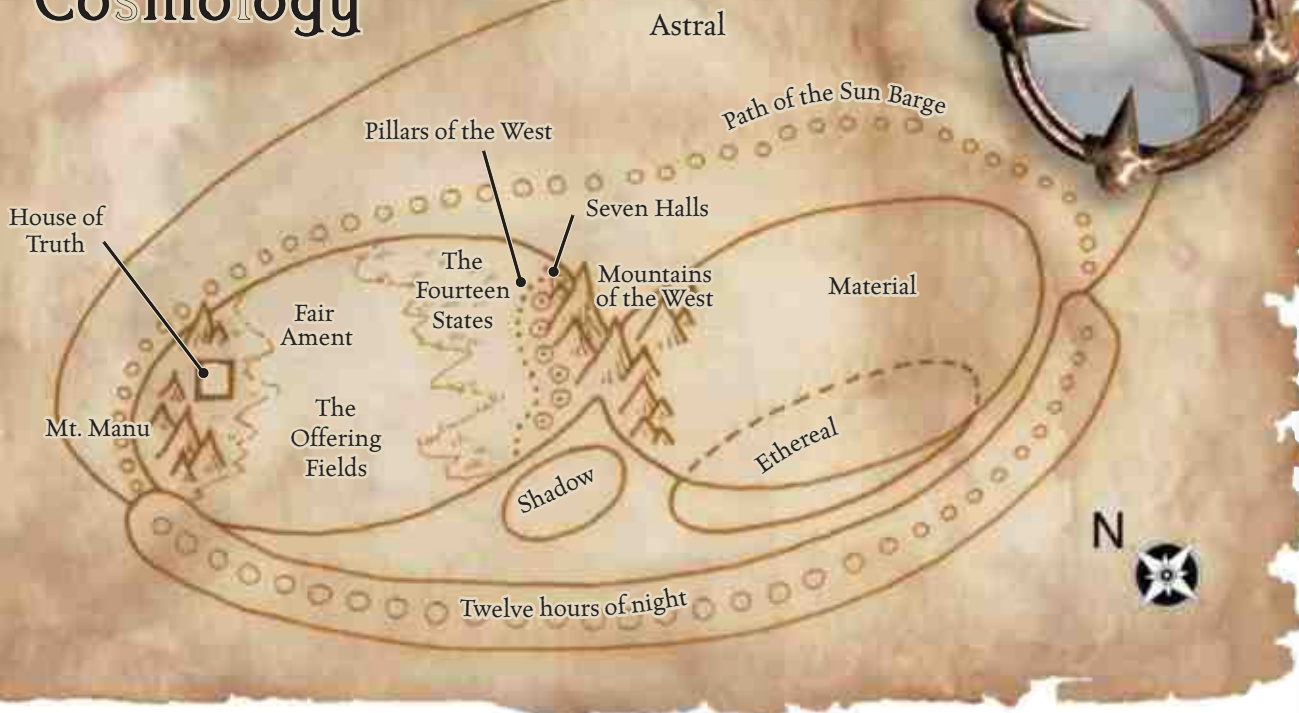 Cosmology
Astral
Path of the Sun Barge
Pillars of the West
House of
Truth
Seven Halls
The
Fourteen
States
Mountains
of the West
Material
Fair
Ament
The
Offering
Fields
Mt. Manu
Ethereal
Shadow
N
Twelve hours of night